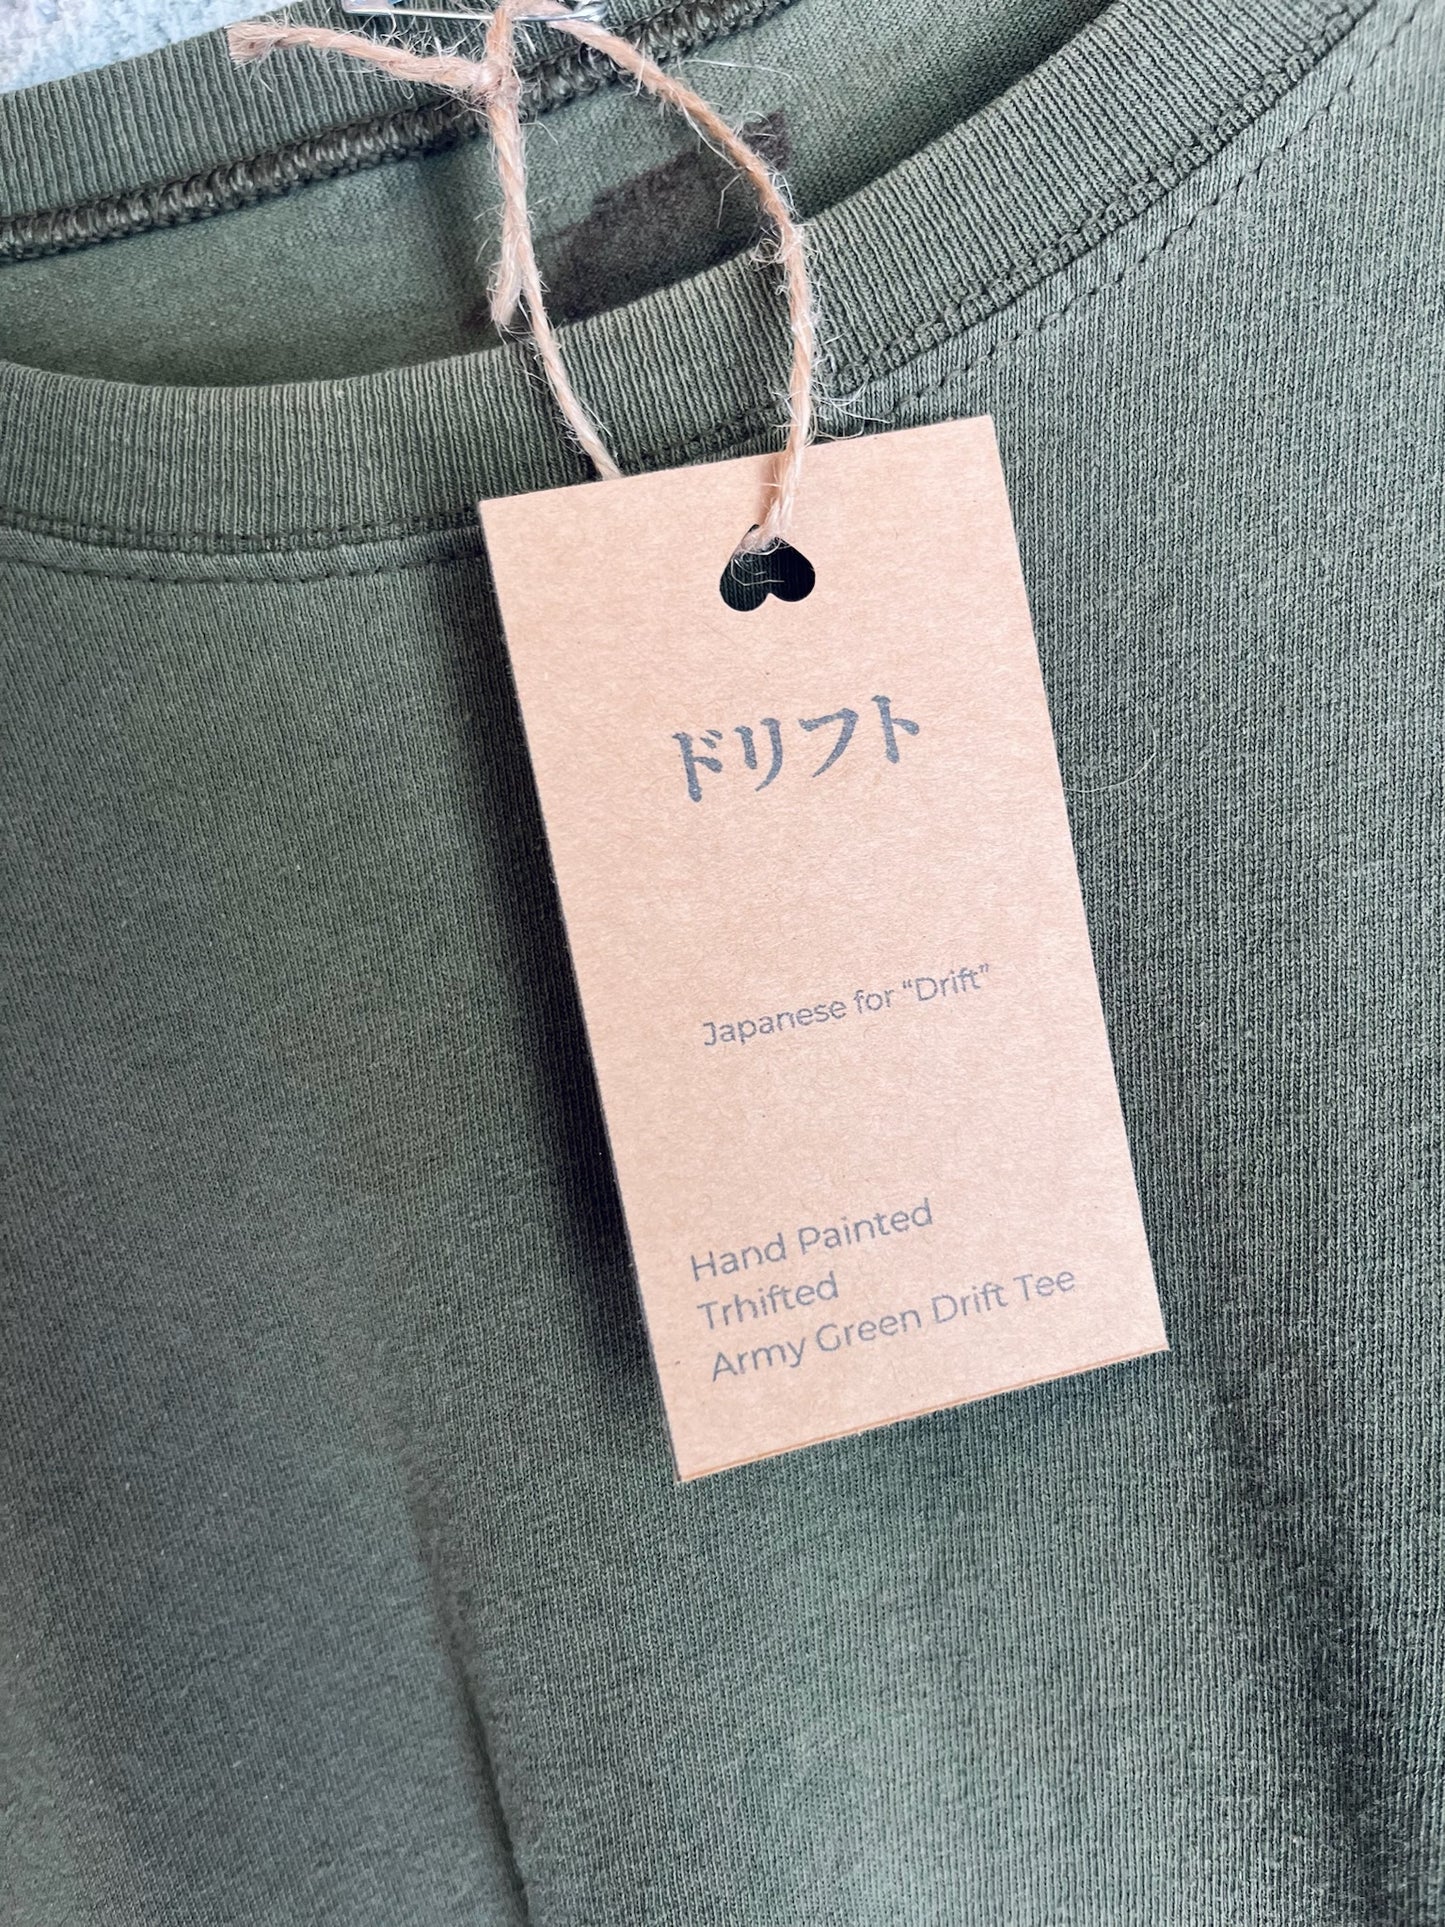 ドリフト
Japanese for “Drift”
Hand Painted
Trhifted
Army Green Drift Tee